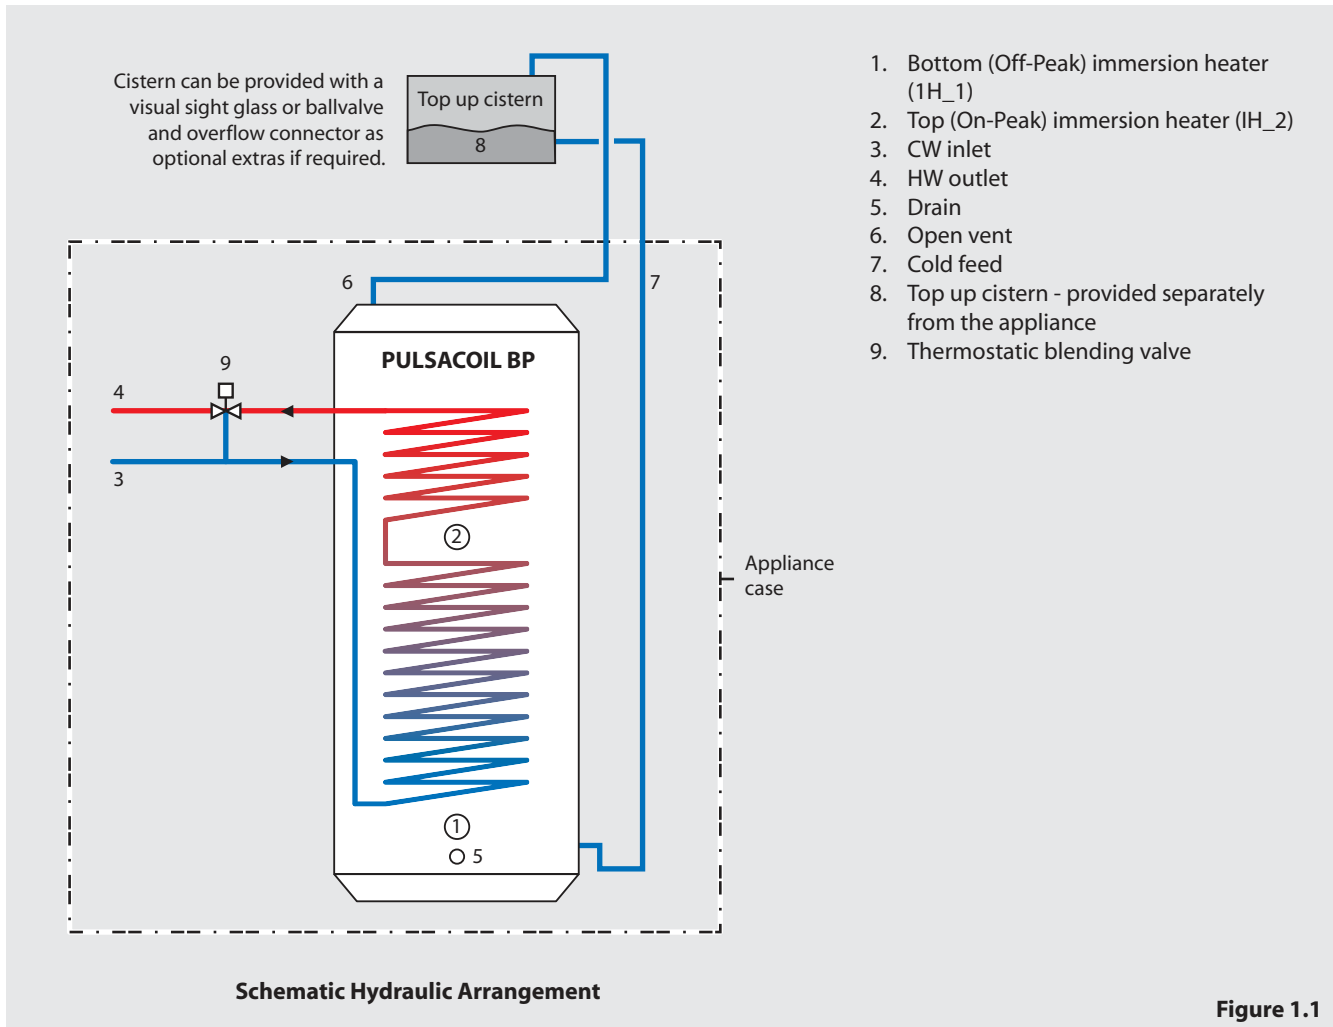 Cistern can be provided with a
visual sight glass or ballvalve
and overflow connector as
optional extras if required.
Top up cistern
8
6
7
PULSACOIL BP
9
4
3
2
1
5
Appliance
case
1. Bottom (Off-Peak) immersion heater
(1H_1)
2. Top (On-Peak) immersion heater (IH_2)
3. CW inlet
4. HW outlet
5. Drain
6. Open vent
7. Cold feed
8. Top up cistern - provided separately
from the appliance
9. Thermostatic blending valve
Schematic Hydraulic Arrangement
Figure 1.1